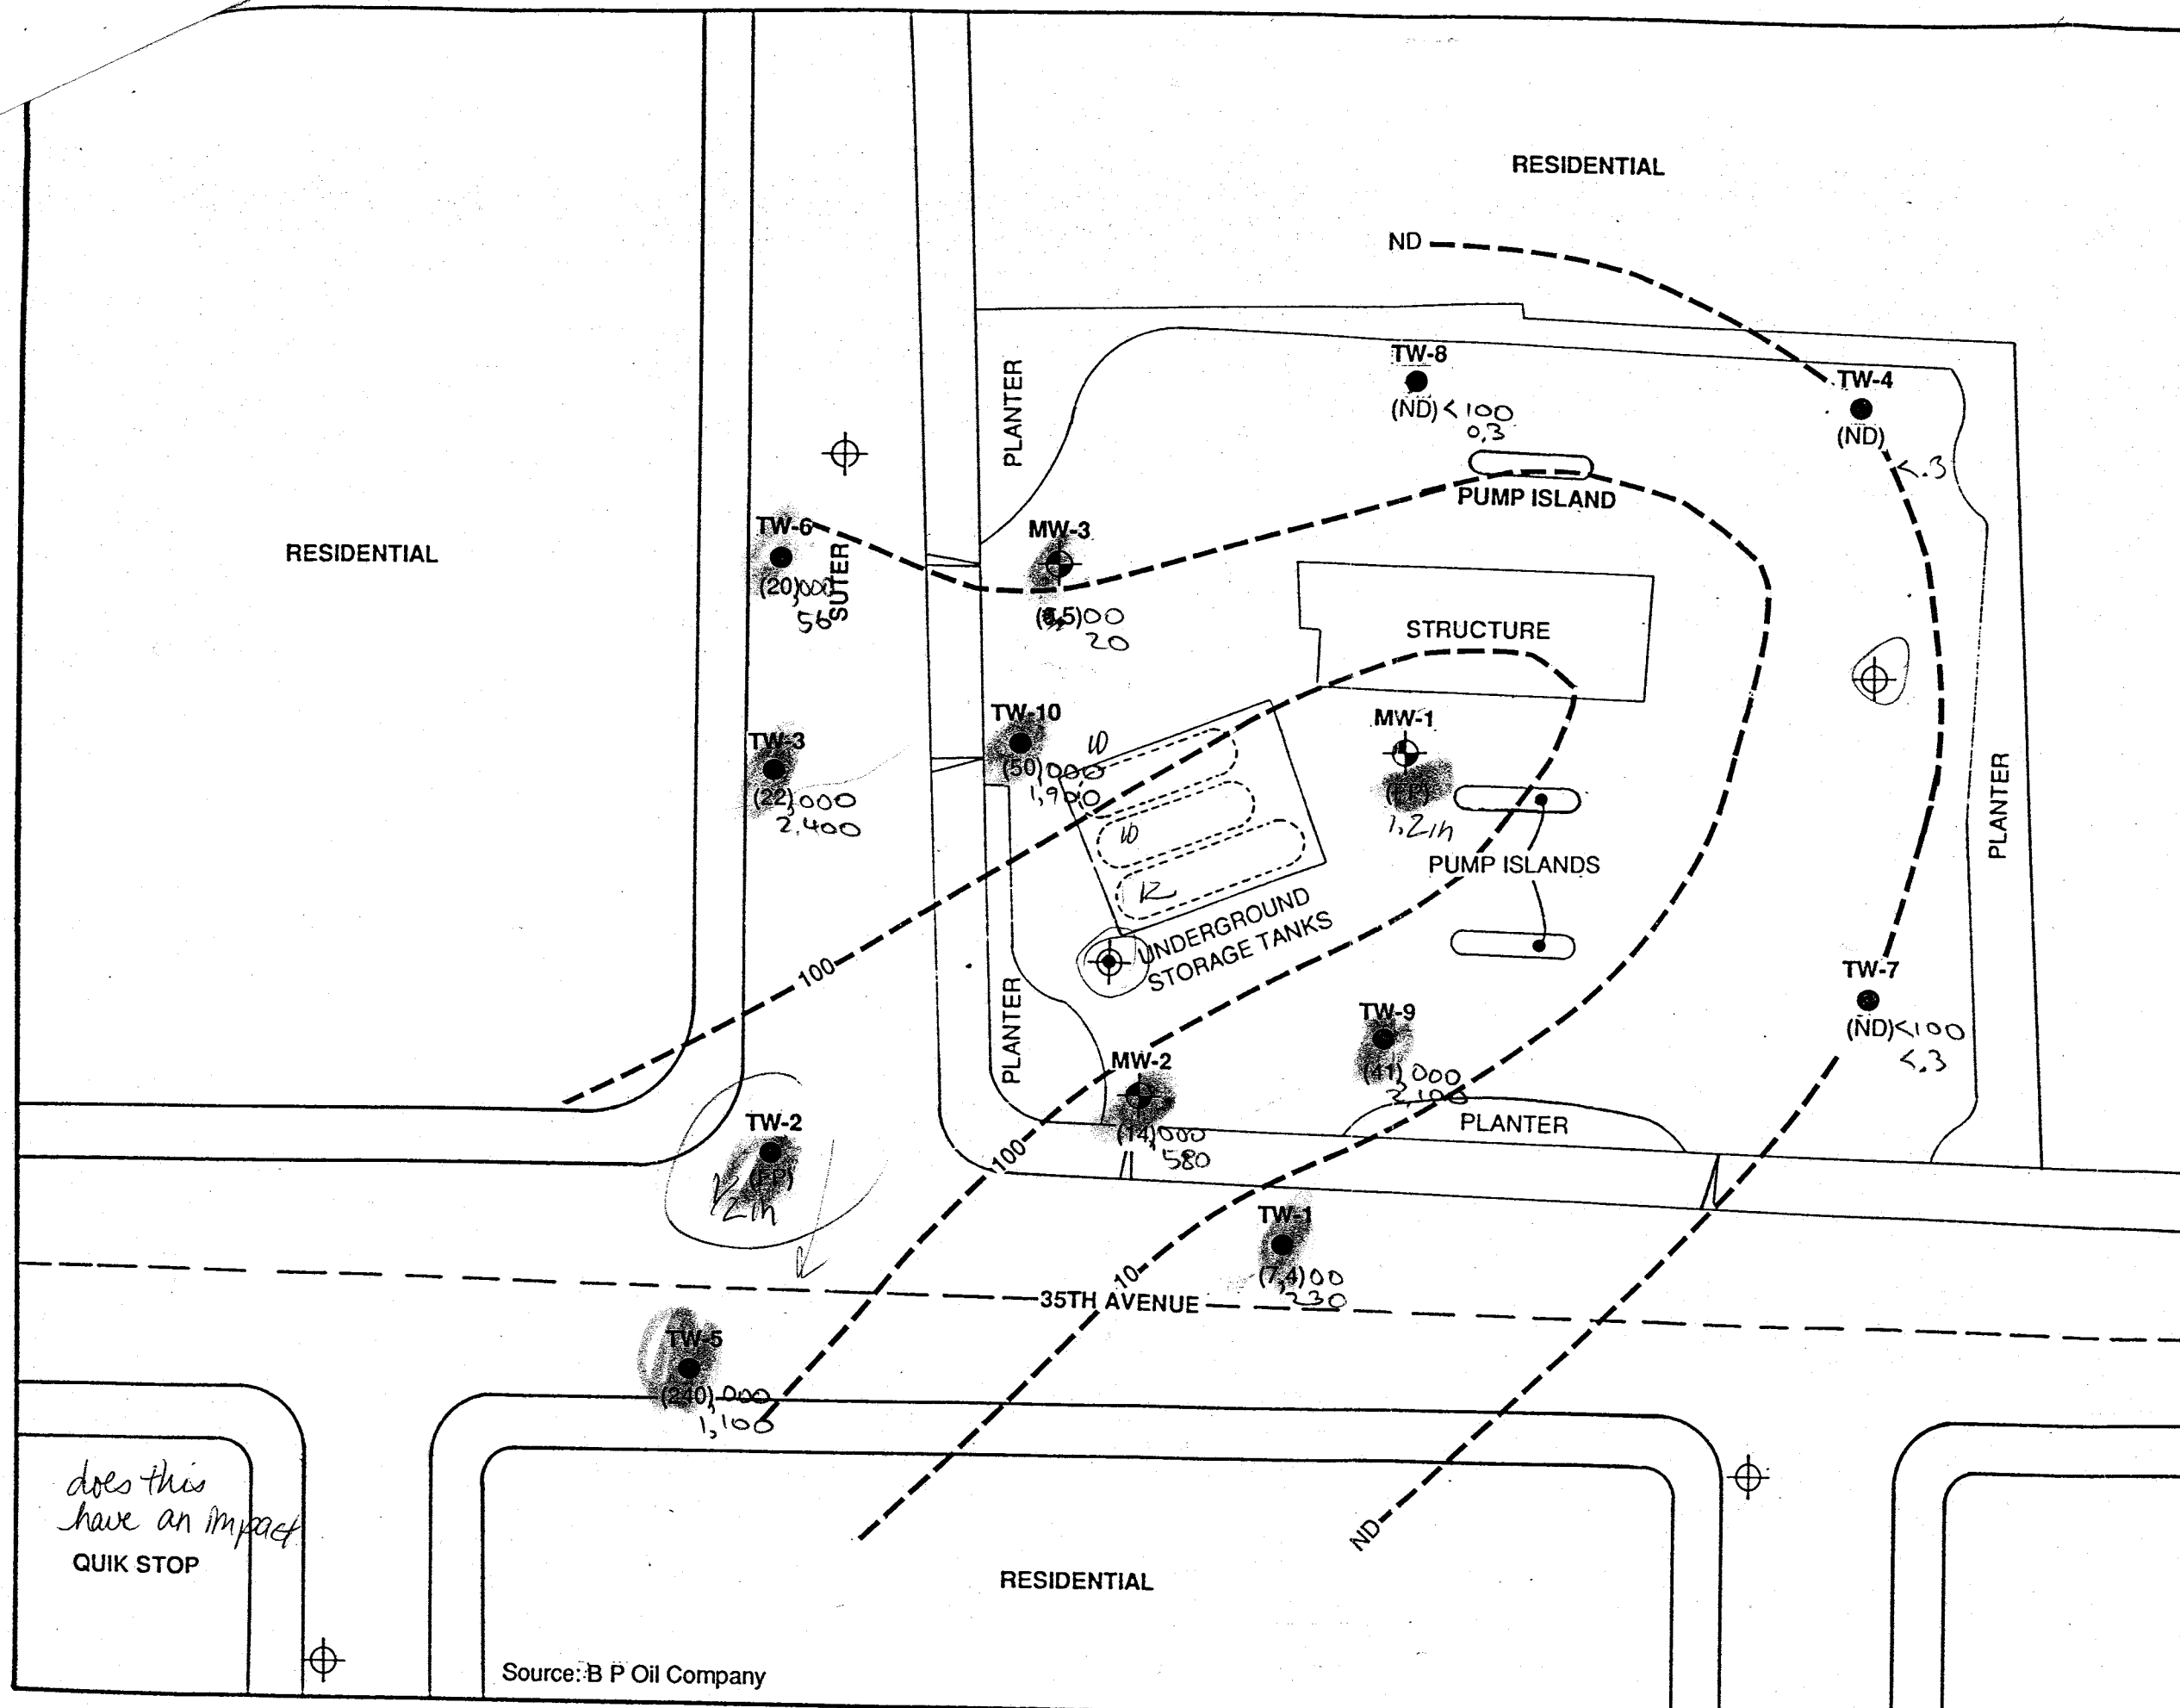 RESIDENTIAL
ND
TW-8
(ND) < 100
0.3
TW-4
(ND)
<.3
PLANTER
PUMP ISLAND
RESIDENTIAL
TW-6
(20),000
56
SUTER
MW-3
5)00
20
STRUCTURE
TW-10
(50),000
1,900
10
10
12
MW-1
1.2in
TW-3
(22),000
2,400
PUMP ISLANDS
PLANTER
UNDERGROUND
STORAGE TANKS
100
PLANTER
TW-7
(ND)<100
<.3
TW-9
(41),000
2,100
MW-2
(14),000
580
PLANTER
TW-2
(FP)
2in
100
TW-1
(7,4)00
230
10
35TH AVENUE
TW-5
(240),000
1,100
does this
have an impact
QUIK STOP
ND
RESIDENTIAL
Source: B P Oil Company